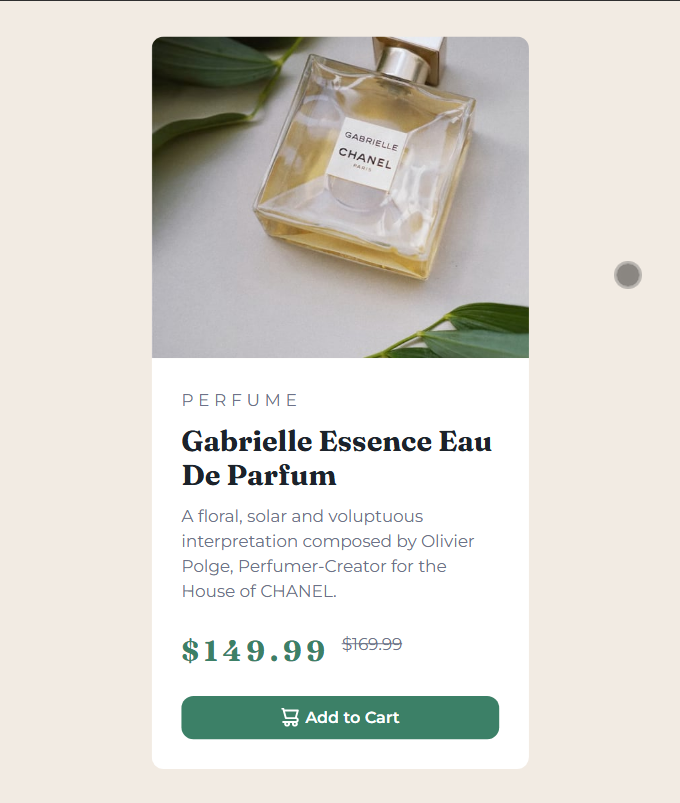 GABRIELLE
CHANEL
PARIS
PERFUME
Gabrielle Essence Eau
De Parfum
A floral, solar and voluptuous
interpretation composed by Olivier
Polge, Perfumer-Creator for the
House of CHANEL.
$149.99 $169.99
Add to Cart